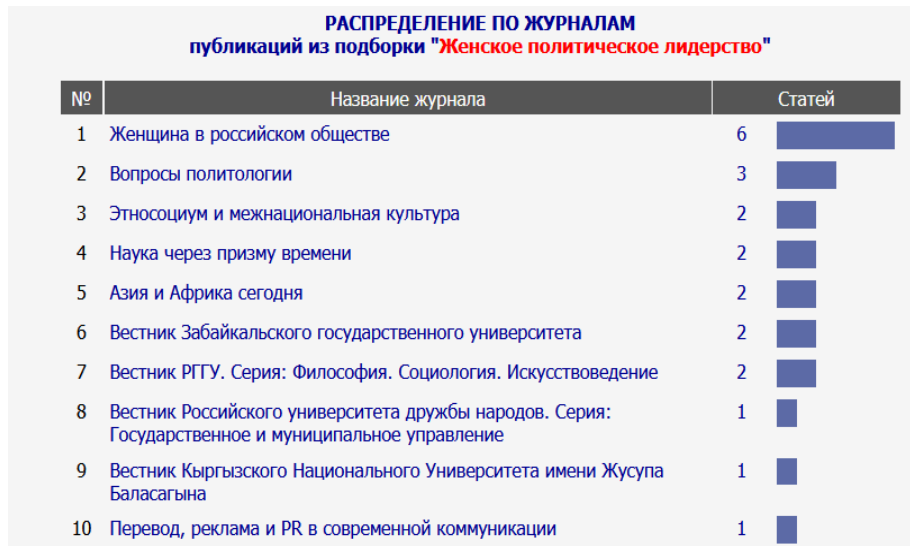 РАСПРЕДЕЛЕНИЕ ПО ЖУРНАЛАМ
публикаций из подборки "Женское политическое лидерство"
№ Название журнала Статей
1 Женщина в российском обществе 6
2 Вопросы политологии 3
3 Этносоциум и межнациональная культура 2
4 Наука через призму времени 2
5 Азия и Африка сегодня 2
6 Вестник Забайкальского государственного университета 2
7 Вестник РГГУ. Серия: Философия. Социология. Искусствоведение 2
8 Вестник Российского университета дружбы народов. Серия: 1
Государственное и муниципальное управление
9 Вестник Кыргызского Национального Университета имени Жусупа 1
Баласагына
10 Перевод, реклама и PR в современной коммуникации 1